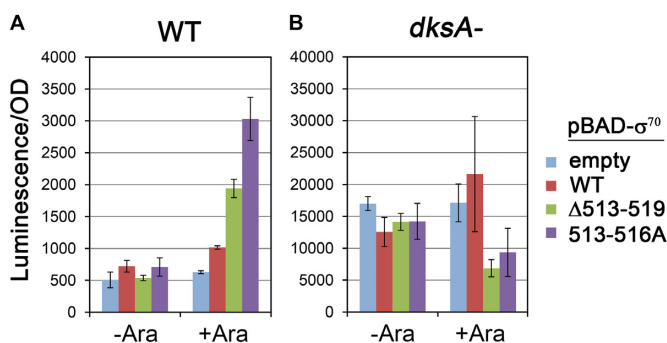 A
WT
B
dksA-
Luminescence/OD
4000
3500
3000
2500
2000
1500
1000
500
0
-Ara
+Ara
40000
35000
30000
25000
20000
15000
10000
5000
0
-Ara
+Ara
pBAD-σ⁷⁰
empty
WT
Δ513-519
513-516A